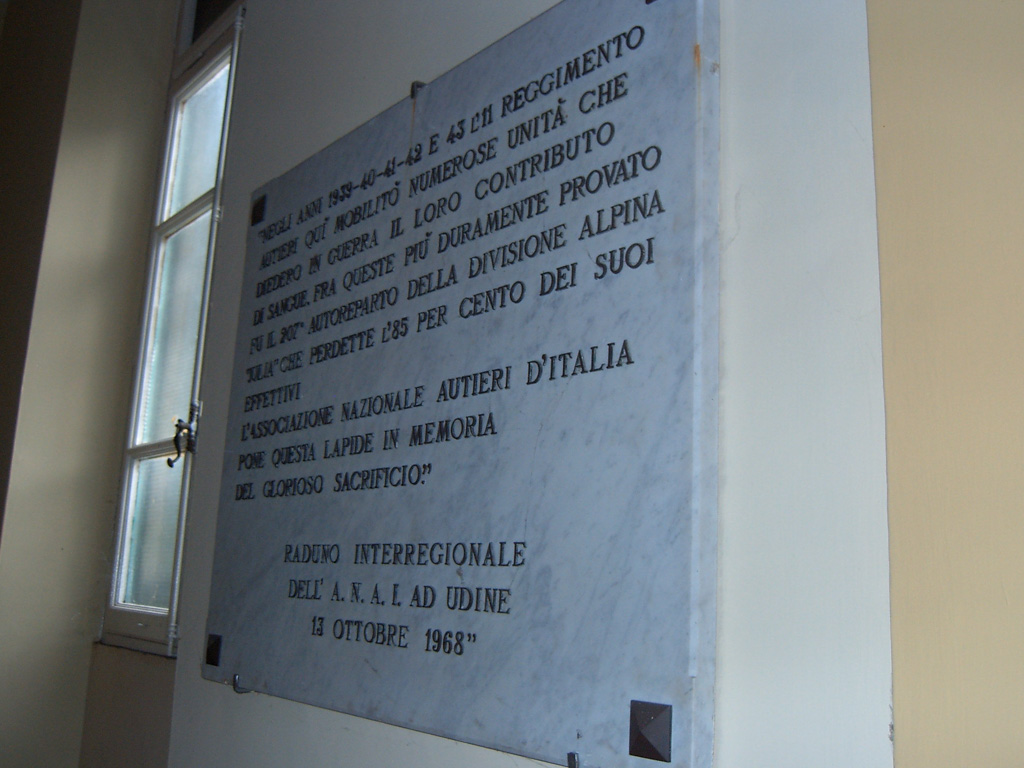 "NEGLI ANNI 1939-40-41-42 E 43 L'11 REGGIMENTO
AUTIERI QUÌ MOBILITÒ NUMEROSE UNITÀ CHE
DIEDERO IN GUERRA IL LORO CONTRIBUTO
DI SANGUE. FRA QUESTE PIÙ DURAMENTE PROVATO
FU IL 207° AUTOREPARTO DELLA DIVISIONE ALPINA
"JULIA" CHE PERDETTE L'85 PER CENTO DEI SUOI
EFFETTIVI
L'ASSOCIAZIONE NAZIONALE AUTIERI D'ITALIA
PONE QUESTA LAPIDE IN MEMORIA
DEL GLORIOSO SACRIFICIO."
RADUNO INTERREGIONALE
DELL' A. N. A. I. AD UDINE
13 OTTOBRE 1968"